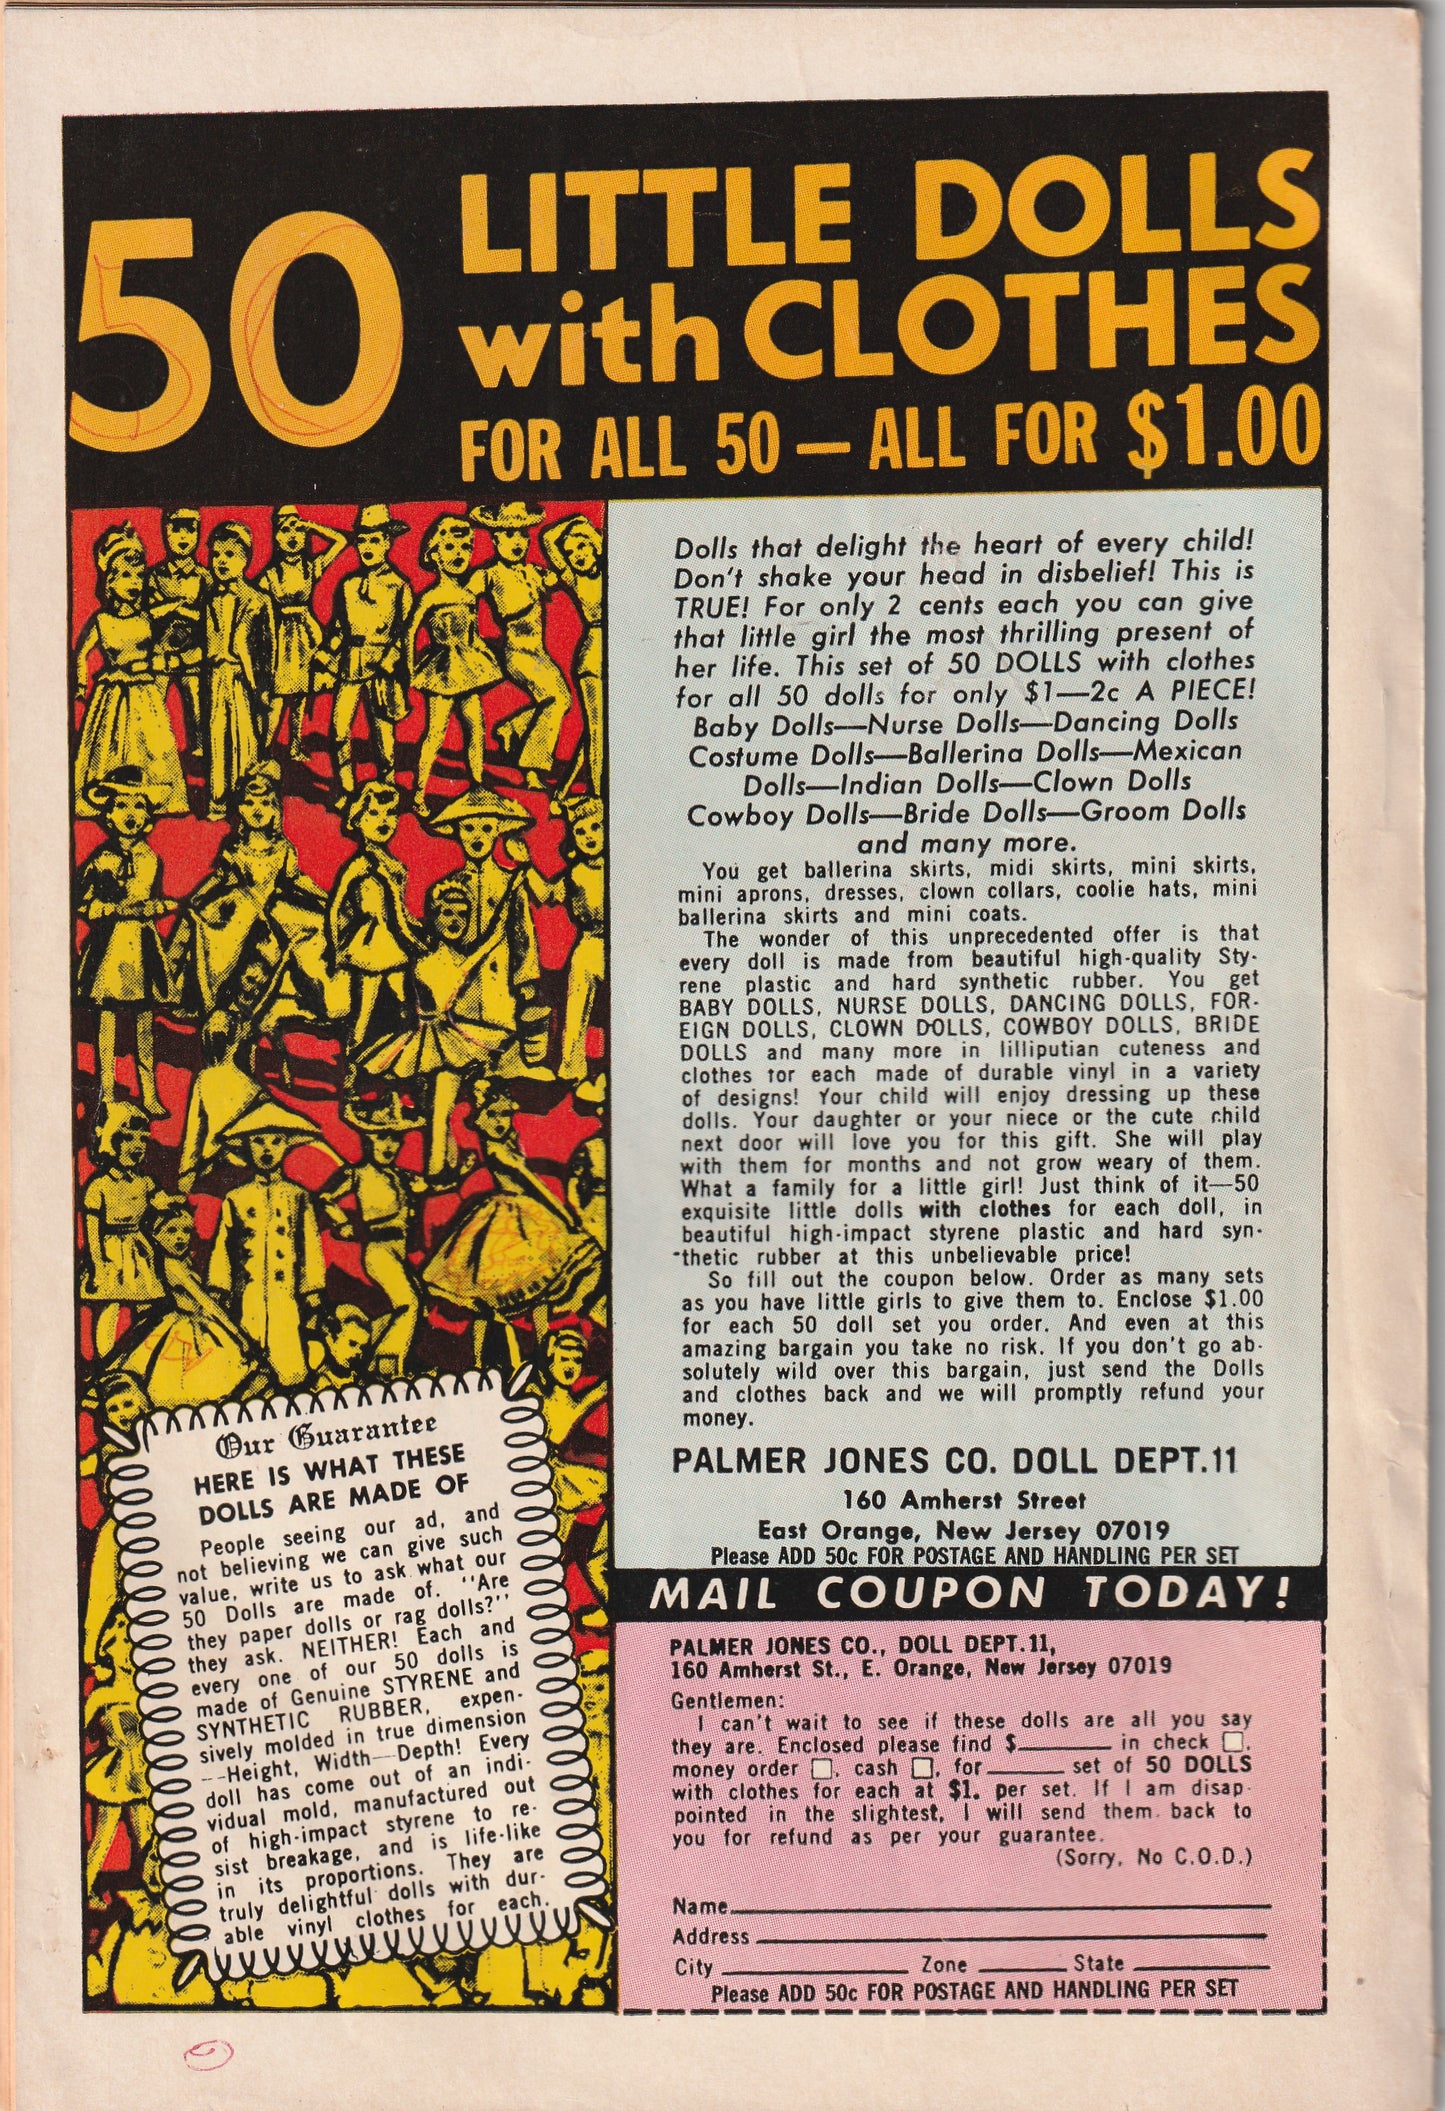 50
LITTLE DOLLS
with CLOTHES
FOR ALL 50 — ALL FOR $1.00
Dolls that delight the heart of every child!
Don't shake your head in disbelief! This is
TRUE! For only 2 cents each you can give
that little girl the most thrilling present of
her life. This set of 50 DOLLS with clothes
for all 50 dolls for only $1—2c A PIECE!
Baby Dolls—Nurse Dolls—Dancing Dolls
Costume Dolls—Ballerina Dolls—Mexican
Dolls—Indian Dolls—Clown Dolls
Cowboy Dolls—Bride Dolls—Groom Dolls
and many more.
You get ballerina skirts, midi skirts, mini skirts,
mini aprons, dresses, clown collars, coolie hats, mini
ballerina skirts and mini coats.
The wonder of this unprecedented offer is that
every doll is made from beautiful high-quality Sty-
rene plastic and hard synthetic rubber. You get
BABY DOLLS, NURSE DOLLS, DANCING DOLLS, FOR-
EIGN DOLLS, CLOWN DOLLS, COWBOY DOLLS, BRIDE
DOLLS and many more in lilliputian cuteness and
clothes for each made of durable vinyl in a variety
of designs! Your child will enjoy dressing up these
dolls. Your daughter or your niece or the cute child
next door will love you for this gift. She will play
with them for months and not grow weary of them.
What a family for a little girl! Just think of it—50
exquisite little dolls with clothes for each doll, in
beautiful high-impact styrene plastic and hard syn-
thetic rubber at this unbelievable price!
So fill out the coupon below. Order as many sets
as you have little girls to give them to. Enclose $1.00
for each 50 doll set you order. And even at this
amazing bargain you take no risk. If you don't go ab-
solutely wild over this bargain, just send the Dolls
and clothes back and we will promptly refund your
money.
PALMER JONES CO. DOLL DEPT.11
160 Amherst Street
East Orange, New Jersey 07019
Please ADD 50c FOR POSTAGE AND HANDLING PER SET
Our Guarantee
HERE IS WHAT THESE
DOLLS ARE MADE OF
People seeing our ad, and
not believing we can give such
value, write us to ask what our
50 Dolls are made of. "Are
they paper dolls or rag dolls?"
they ask. NEITHER! Each and
every one of our 50 dolls is
made of Genuine STYRENE and
SYNTHETIC RUBBER, expen-
sively molded in true dimension
--Height, Width—Depth! Every
doll has come out of an indi-
vidual mold, manufactured out
of high-impact styrene to re-
sist breakage, and is life-like
in its proportions. They are
truly delightful dolls with dur-
able vinyl clothes for each.
MAIL COUPON TODAY!
PALMER JONES CO., DOLL DEPT.11,
160 Amherst St., E. Orange, New Jersey 07019
Gentlemen:
I can't wait to see if these dolls are all you say
they are. Enclosed please find $________ in check ☐,
money order ☐, cash ☐, for_______ set of 50 DOLLS
with clothes for each at $1. per set. If I am disap-
pointed in the slightest, I will send them back to
you for refund as per your guarantee.
(Sorry, No C.O.D.)
Name
Address
City Zone State
Please ADD 50c FOR POSTAGE AND HANDLING PER SET